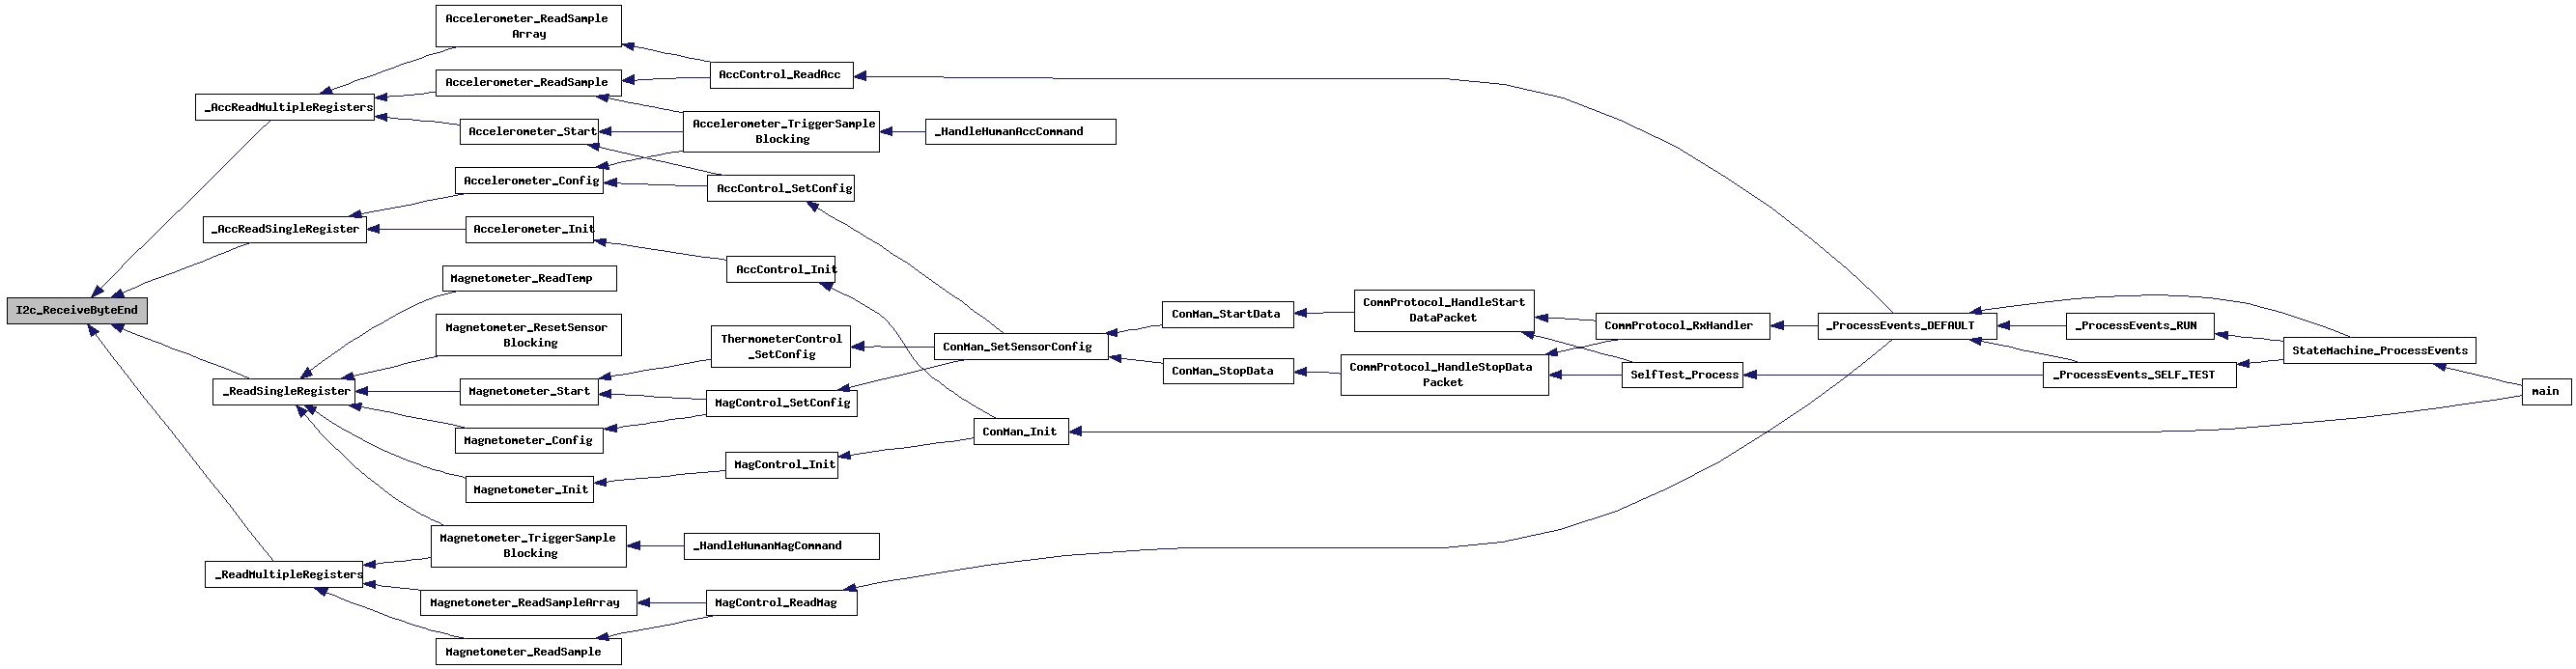 I2c_ReceiveByteEnd
_AccReadMultipleRegisters
_AccReadSingleRegister
_ReadSingleRegister
_ReadMultipleRegisters
Accelerometer_ReadSample
Array
Accelerometer_ReadSample
Accelerometer_Start
Accelerometer_Config
Accelerometer_Init
Magnetometer_ReadTemp
Magnetometer_ResetSensor
Blocking
Magnetometer_Start
Magnetometer_Config
Magnetometer_Init
Magnetometer_TriggerSample
Blocking
Magnetometer_ReadSampleArray
Magnetometer_ReadSample
AccControl_ReadAcc
Accelerometer_TriggerSample
Blocking
AccControl_SetConfig
AccControl_Init
ThermometerControl
_SetConfig
MagControl_SetConfig
MagControl_Init
_HandleHumanMagCommand
MagControl_ReadMag
_HandleHumanAccCommand
ConMan_SetSensorConfig
ConMan_Init
ConMan_StartData
ConMan_StopData
CommProtocol_HandleStart
DataPacket
CommProtocol_HandleStopData
Packet
CommProtocol_RxHandler
SelfTest_Process
_ProcessEvents_DEFAULT
_ProcessEvents_RUN
_ProcessEvents_SELF_TEST
StateMachine_ProcessEvents
main